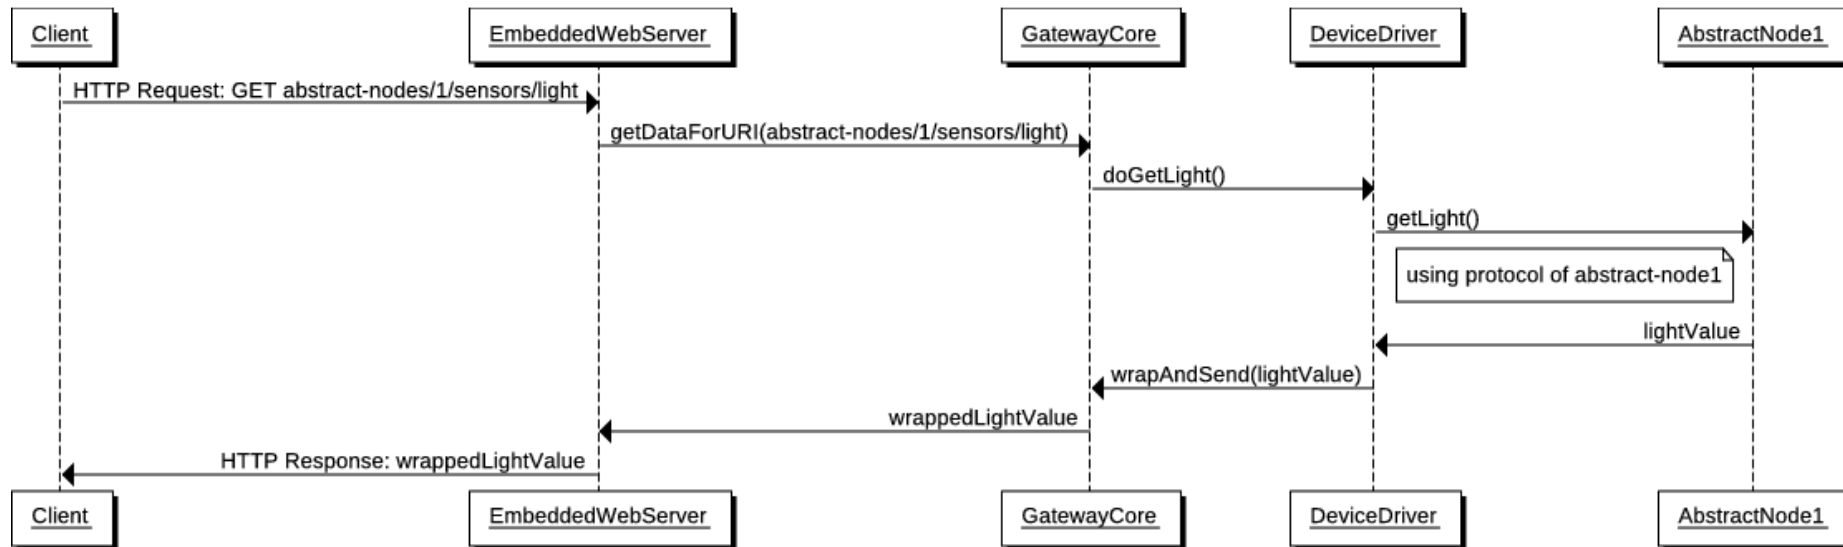 Client
EmbeddedWebServer
GatewayCore
DeviceDriver
AbstractNode1
HTTP Request: GET abstract-nodes/1/sensors/light
getDataForURI(abstract-nodes/1/sensors/light)
doGetLight()
getLight()
using protocol of abstract-node1
lightValue
wrapAndSend(lightValue)
wrappedLightValue
HTTP Response: wrappedLightValue
Client
EmbeddedWebServer
GatewayCore
DeviceDriver
AbstractNode1